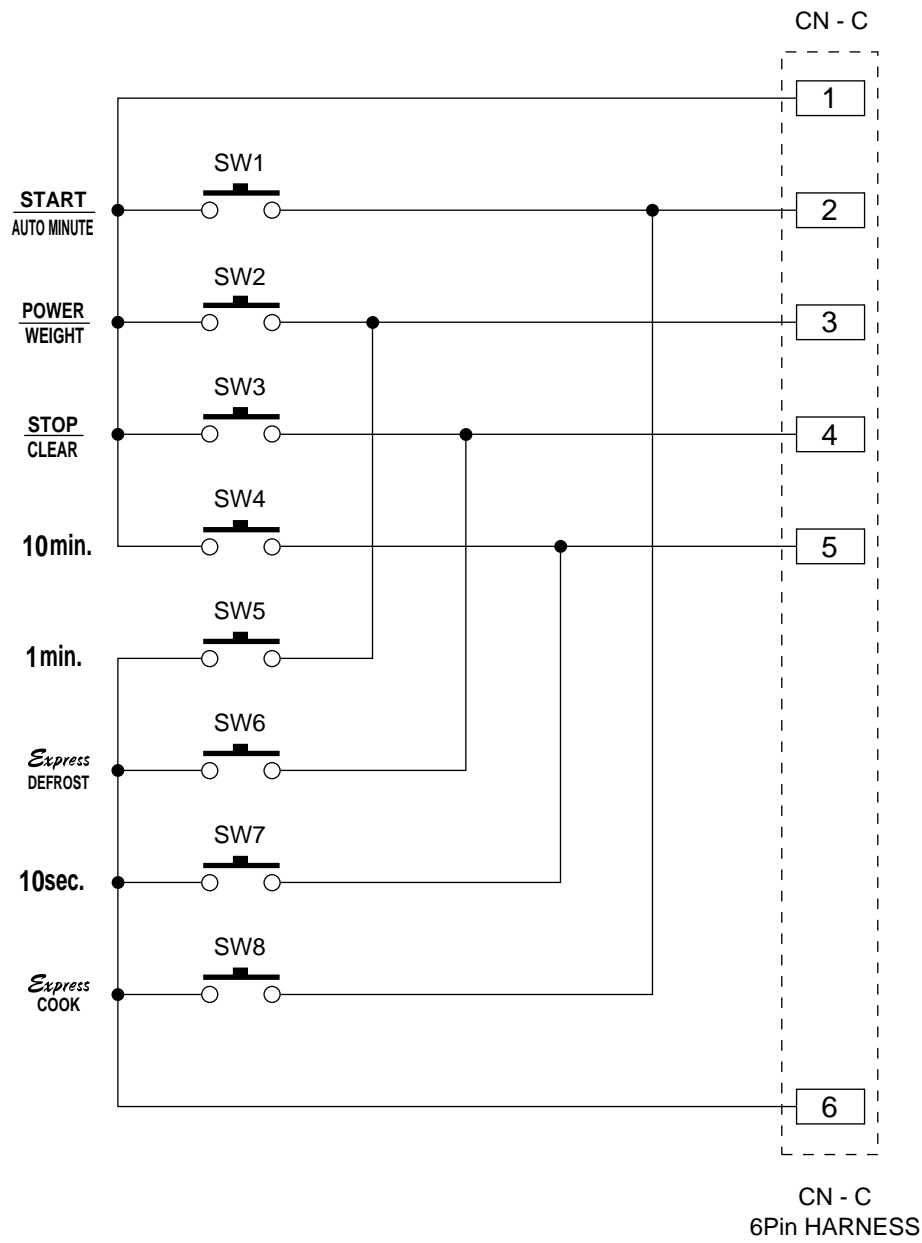 CN - C
1
SW1
START
AUTO MINUTE
2
SW2
POWER
WEIGHT
3
SW3
STOP
CLEAR
4
SW4
10min.
5
SW5
1min.
SW6
Express
DEFROST
SW7
10sec.
SW8
Express
COOK
6
CN - C
6Pin HARNESS